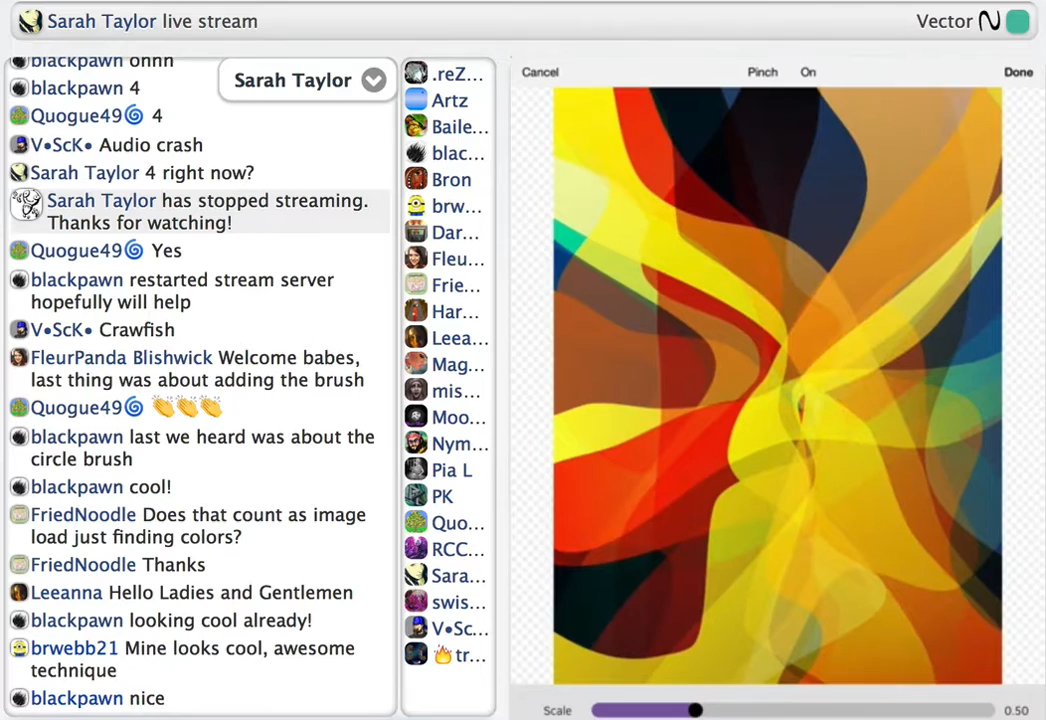 Sarah Taylor live stream
Vector
blackpawn ohnn
Sarah Taylor
blackpawn 4
Quogue49🌀 4
V•ScK• Audio crash
Sarah Taylor 4 right now?
Sarah Taylor has stopped streaming.
Thanks for watching!
Quogue49🌀 Yes
blackpawn restarted stream server
hopefully will help
V•ScK• Crawfish
FleurPanda Blishwick Welcome babes,
last thing was about adding the brush
Quogue49🌀 👏👏👏
blackpawn last we heard was about the
circle brush
blackpawn cool!
FriedNoodle Does that count as image
load just finding colors?
FriedNoodle Thanks
Leeanna Hello Ladies and Gentlemen
blackpawn looking cool already!
brwebb21 Mine looks cool, awesome
technique
blackpawn nice
.reZ...
Artz
Baile...
blac...
Bron
brw...
Dar...
Fleu...
Frie...
Har...
Leea...
Mag...
mis...
Moo...
Nym...
Pia L
PK
Quo...
RCC...
Sara...
swis...
V•Sc...
🔥tr...
Cancel Pinch On Done
Scale 0.50